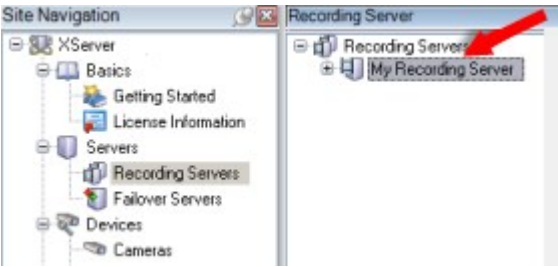 Site Navigation
XServer
Basics
Getting Started
License Information
Servers
Recording Servers
Failover Servers
Devices
Cameras
Recording Server
Recording Servers
My Recording Server